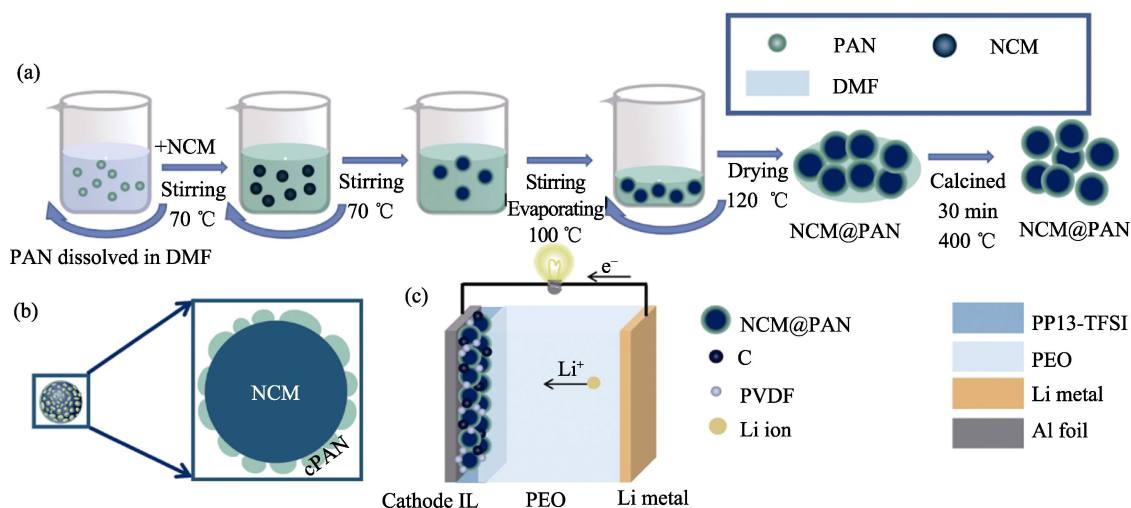 PAN
NCM
DMF
(a)
+NCM
Stirring
70 ℃
Stirring
70 ℃
Stirring
Evaporating
100 ℃
Drying
120 ℃
Calcined
30 min
400 ℃
PAN dissolved in DMF
NCM@PAN
NCM@PAN
(b)
NCM
cPAN
(c)
e⁻
Li⁺
Cathode IL
PEO
Li metal
NCM@PAN
C
PVDF
Li ion
PP13-TFSI
PEO
Li metal
Al foil